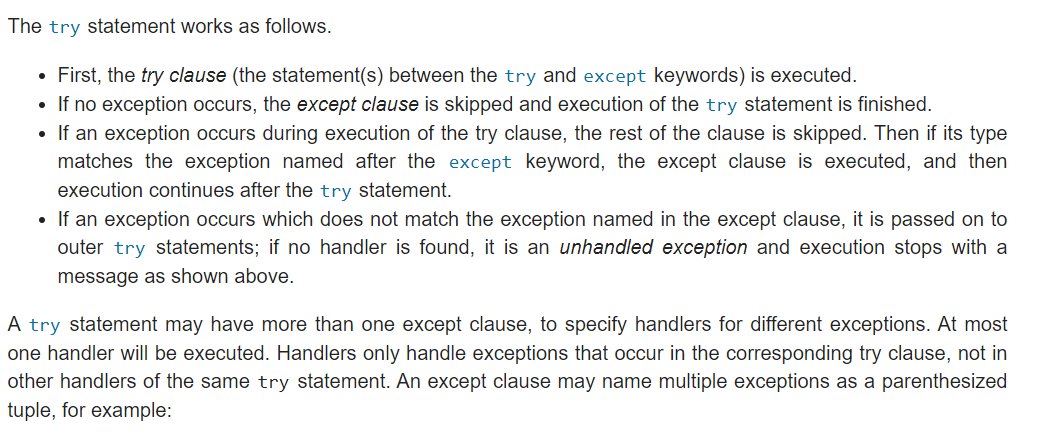 The try statement works as follows.
• First, the try clause (the statement(s) between the try and except keywords) is executed.
• If no exception occurs, the except clause is skipped and execution of the try statement is finished.
• If an exception occurs during execution of the try clause, the rest of the clause is skipped. Then if its type
matches the exception named after the except keyword, the except clause is executed, and then
execution continues after the try statement.
• If an exception occurs which does not match the exception named in the except clause, it is passed on to
outer try statements; if no handler is found, it is an unhandled exception and execution stops with a
message as shown above.
A try statement may have more than one except clause, to specify handlers for different exceptions. At most
one handler will be executed. Handlers only handle exceptions that occur in the corresponding try clause, not in
other handlers of the same try statement. An except clause may name multiple exceptions as a parenthesized
tuple, for example: